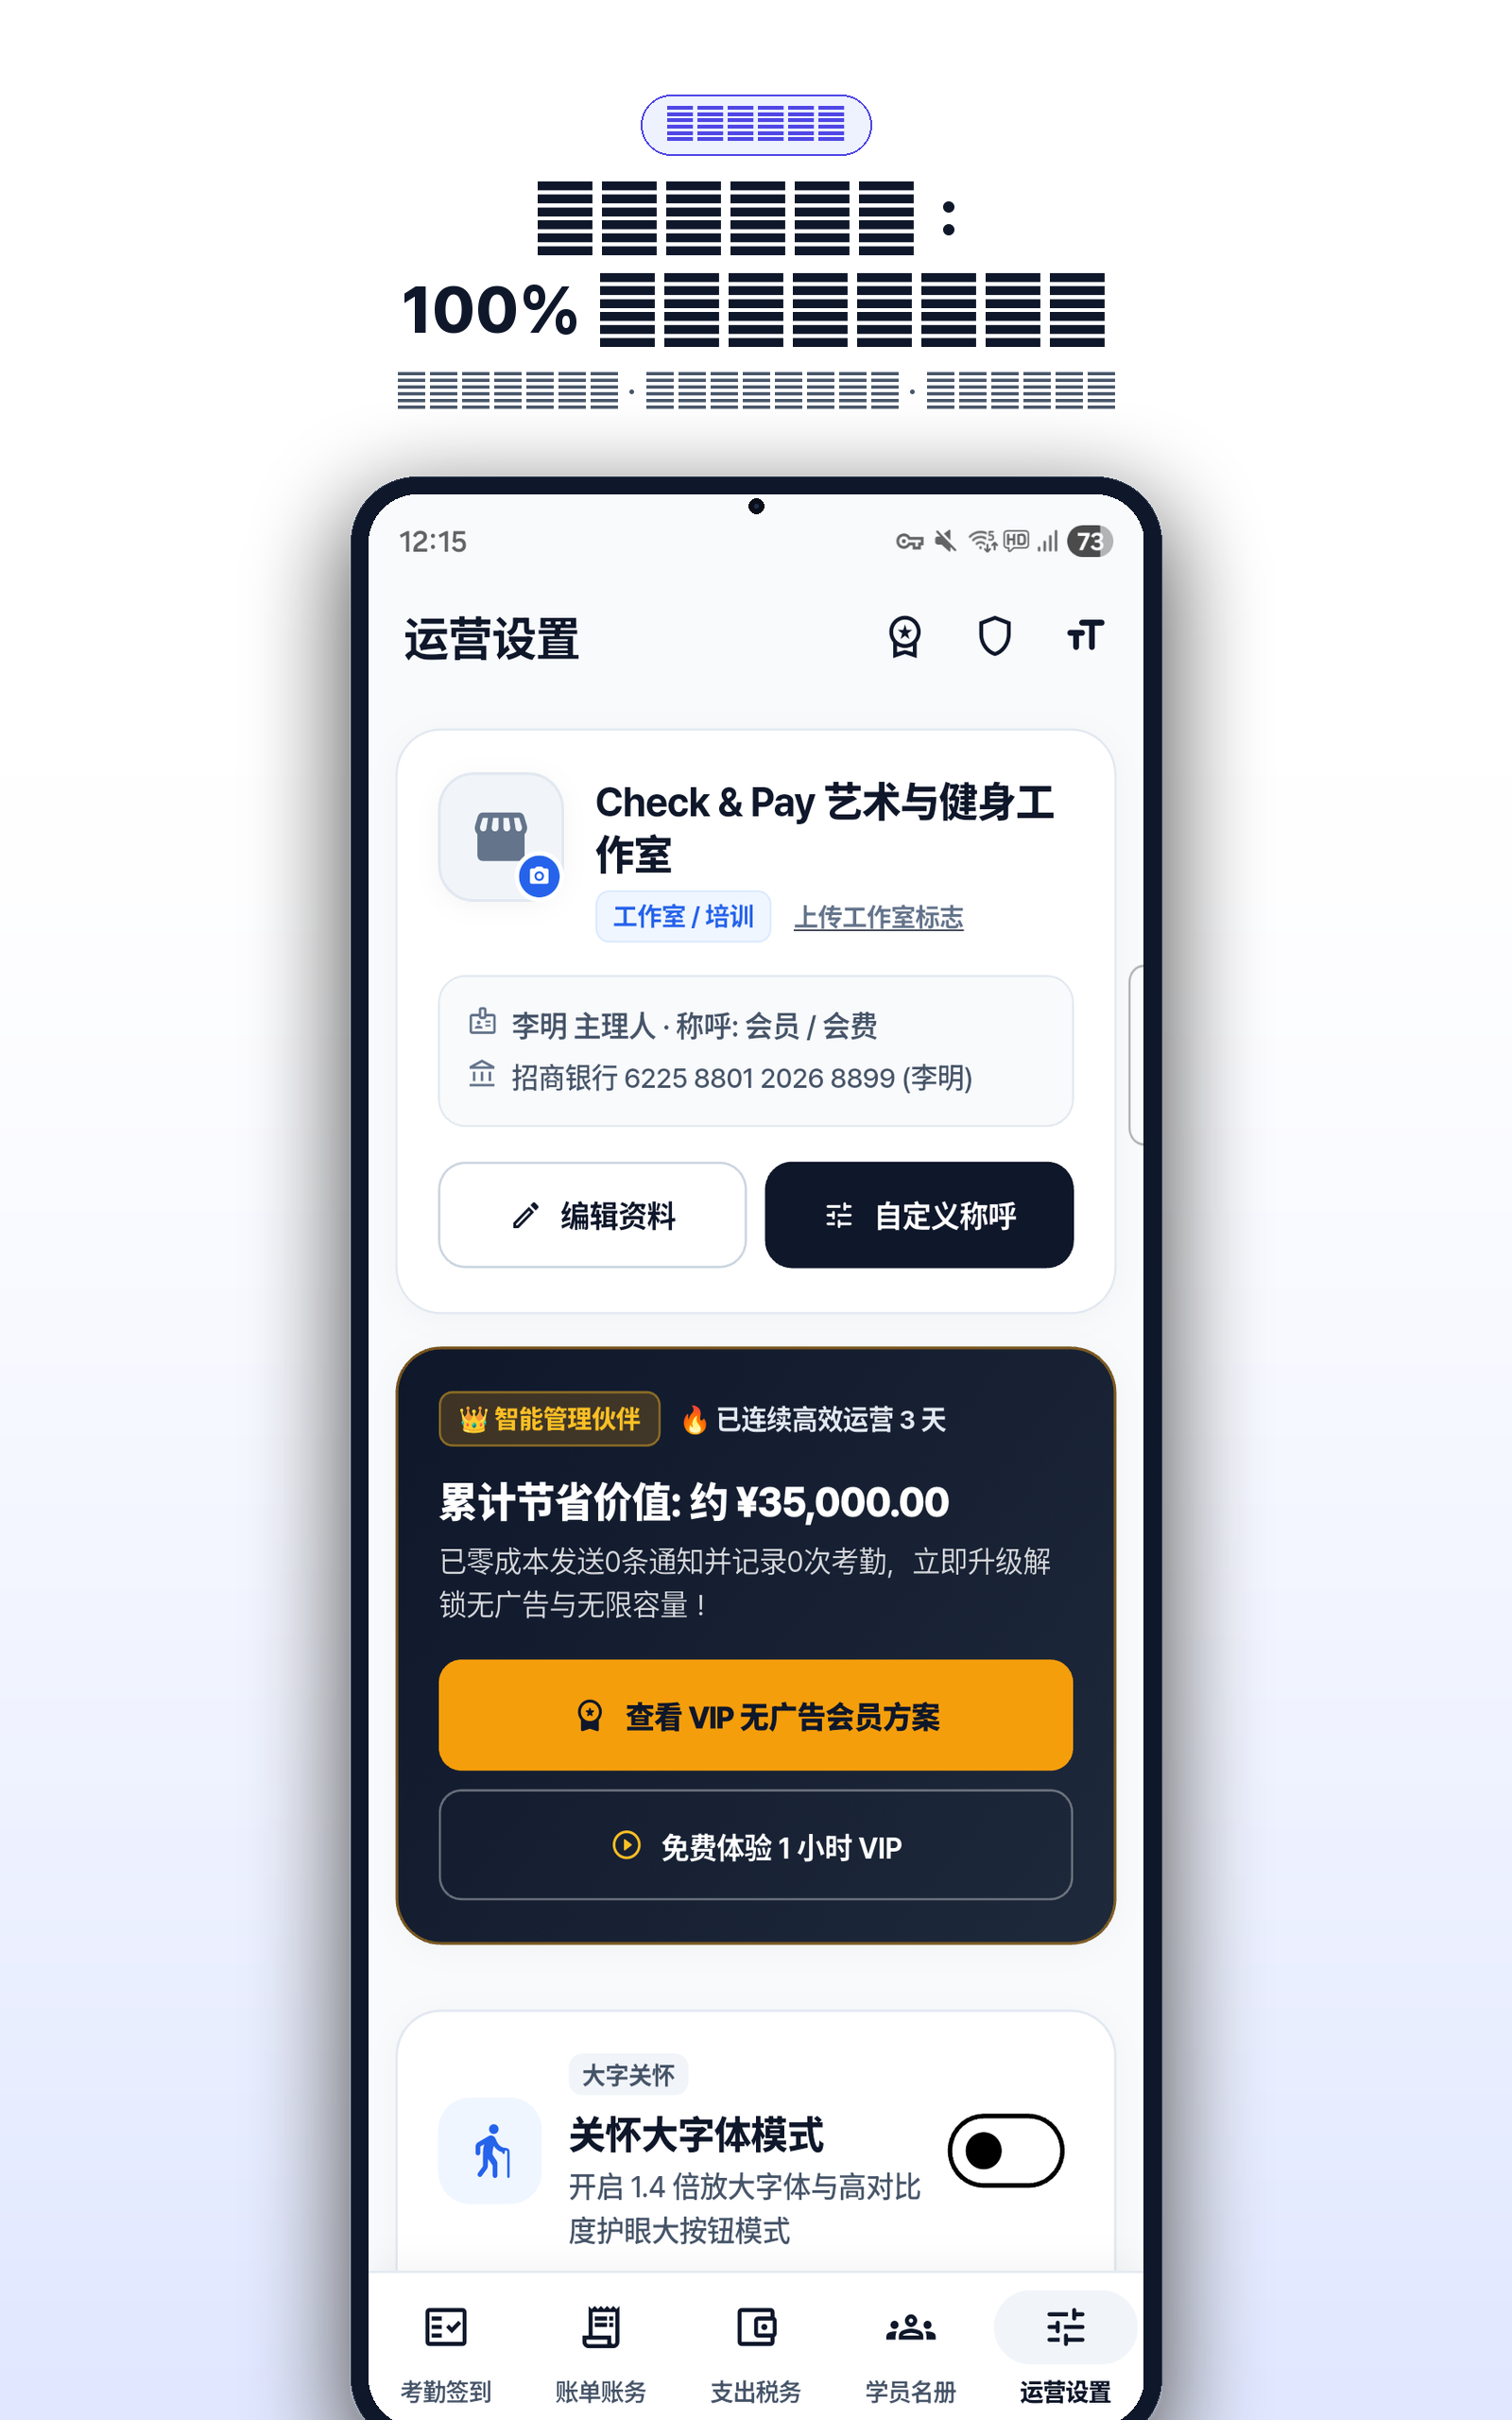 100%
12:15
5
HD
73
运营设置
Check & Pay 艺术与健身工
作室
工作室 / 培训
上传工作室标志
李明 主理人 · 称呼: 会员 / 会费
招商银行 6225 8801 2026 8899 (李明)
编辑资料
自定义称呼
👑 智能管理伙伴
🔥 已连续高效运营 3 天
累计节省价值: 约 ¥35,000.00
已零成本发送0条通知并记录0次考勤，立即升级解
锁无广告与无限容量！
查看 VIP 无广告会员方案
免费体验 1 小时 VIP
大字关怀
关怀大字体模式
开启 1.4 倍放大字体与高对比
度护眼大按钮模式
考勤签到
账单账务
支出税务
学员名册
运营设置